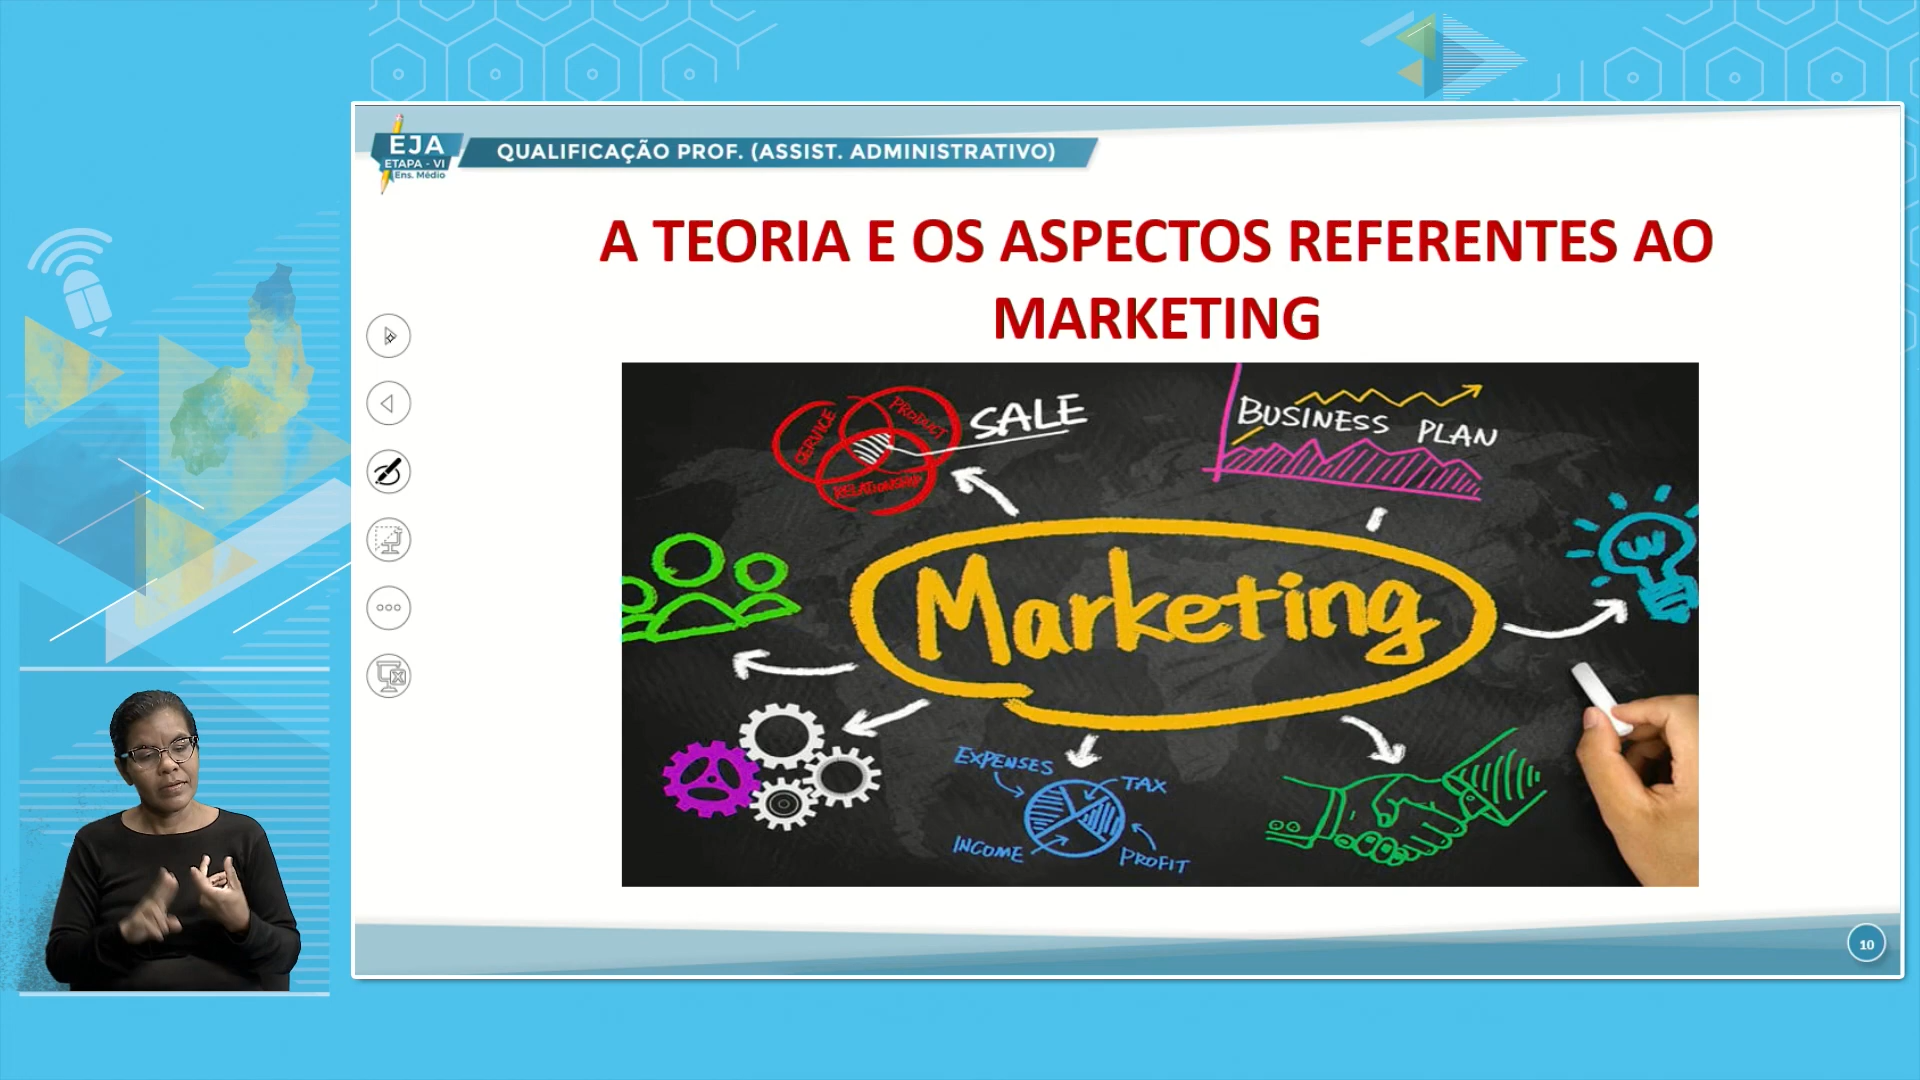 EJA
ETAPA - VI
Ens. Médio
QUALIFICAÇÃO PROF. (ASSIST. ADMINISTRATIVO)
A TEORIA E OS ASPECTOS REFERENTES AO
MARKETING
SERVICE
PRODUCT
RELATIONSHIP
SALE
BUSINESS PLAN
Marketing
EXPENSES
TAX
INCOME
PROFIT
10